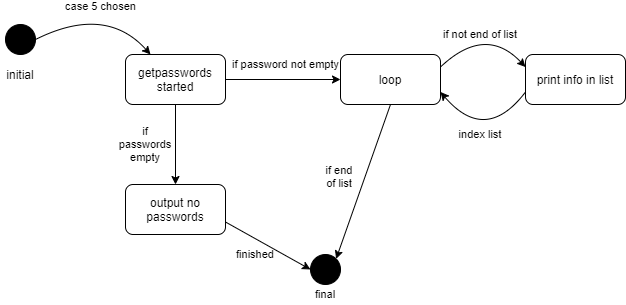 case 5 chosen
initial
getpasswords
started
if password not empty
loop
if not end of list
print info in list
index list
if
passwords
empty
if end
of list
output no
passwords
finished
final